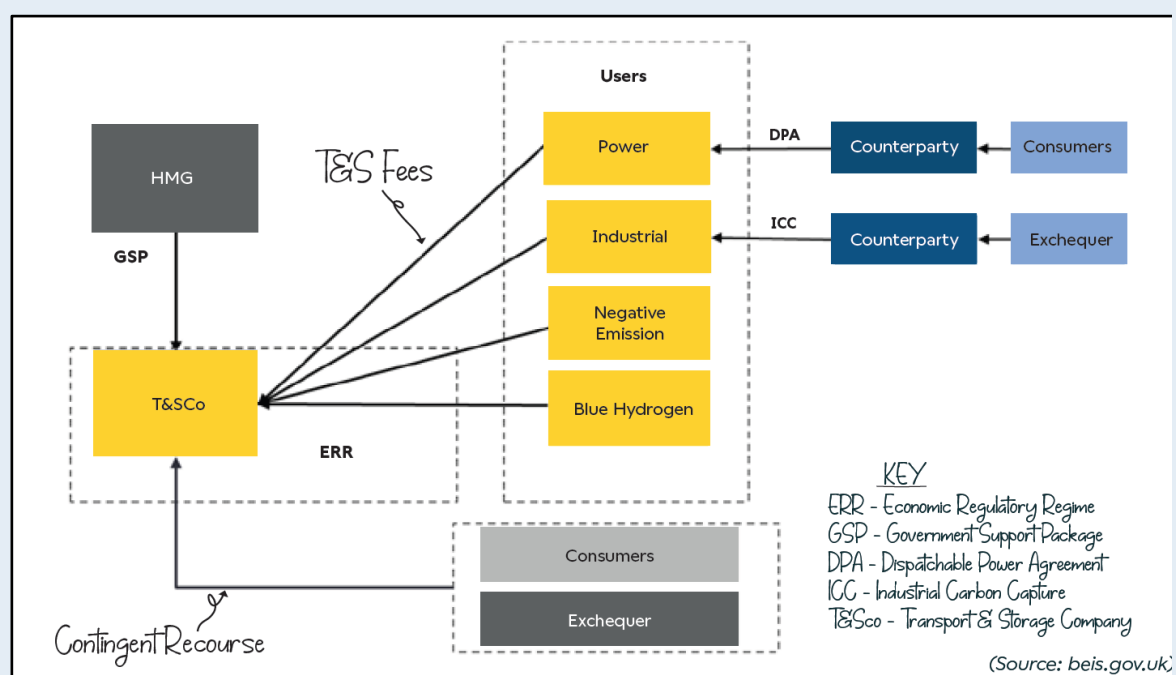 Users
HMG
T&S Fees
Power
DPA
Counterparty
Consumers
GSP
Industrial
ICC
Counterparty
Exchequer
Negative
Emission
T&SCo
Blue Hydrogen
ERR
Consumers
Exchequer
Contingent Recourse
KEY
ERR - Economic Regulatory Regime
GSP - Government Support Package
DPA - Dispatchable Power Agreement
ICC - Industrial Carbon Capture
T&Sco - Transport & Storage Company
(Source: beis.gov.uk)